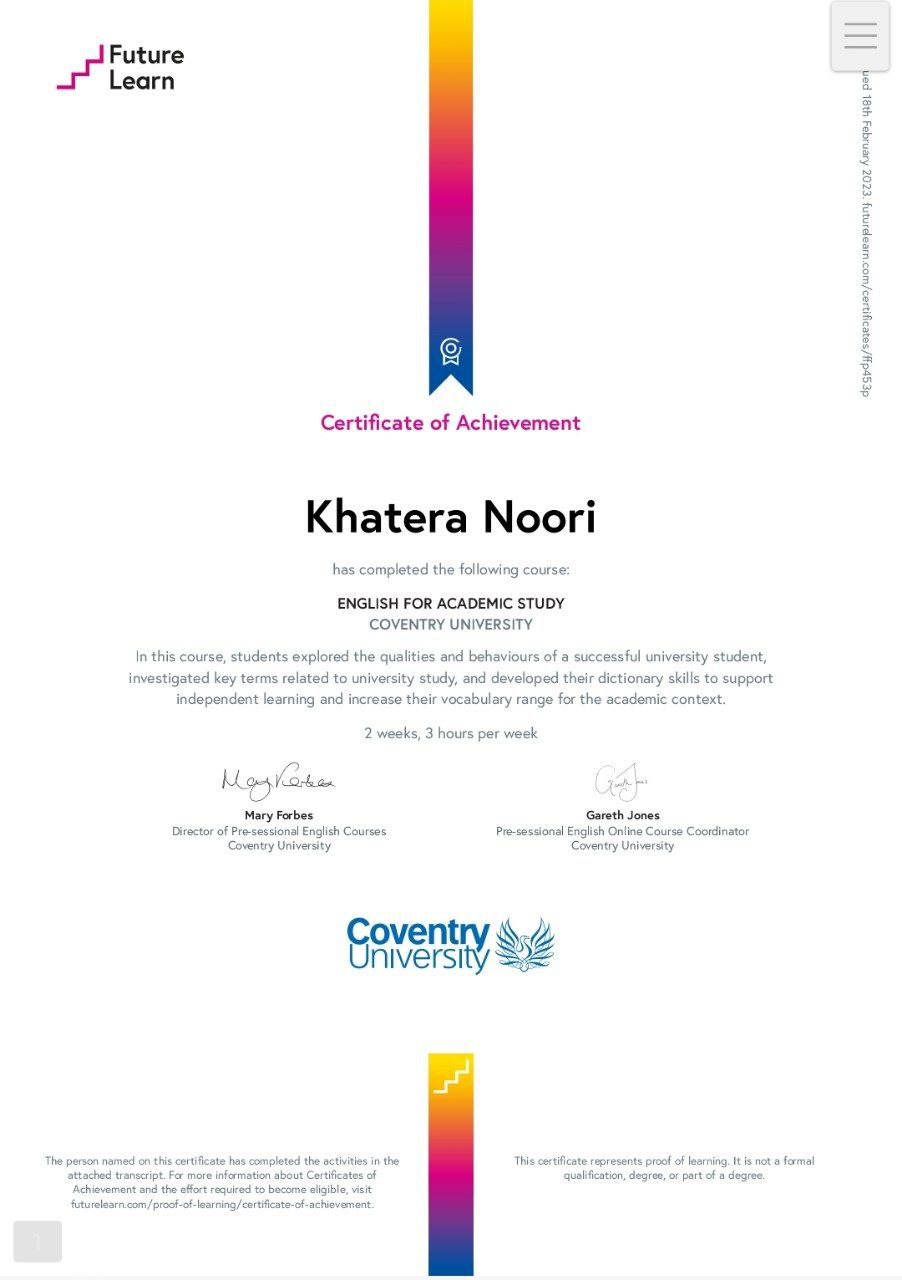 Future
Learn
ued 18th February 2023. futurelearn.com/certificates/ffp453p
Certificate of Achievement
Khatera Noori
has completed the following course:
ENGLISH FOR ACADEMIC STUDY
COVENTRY UNIVERSITY
In this course, students explored the qualities and behaviours of a successful university student,
investigated key terms related to university study, and developed their dictionary skills to support
independent learning and increase their vocabulary range for the academic context.
2 weeks, 3 hours per week
Mary Forbes
Mary Forbes
Director of Pre-sessional English Courses
Coventry University
Gareth Jones
Gareth Jones
Pre-sessional English Online Course Coordinator
Coventry University
Coventry
University
The person named on this certificate has completed the activities in the
attached transcript. For more information about Certificates of
Achievement and the effort required to become eligible, visit
futurelearn.com/proof-of-learning/certificate-of-achievement.
This certificate represents proof of learning. It is not a formal
qualification, degree, or part of a degree.
1